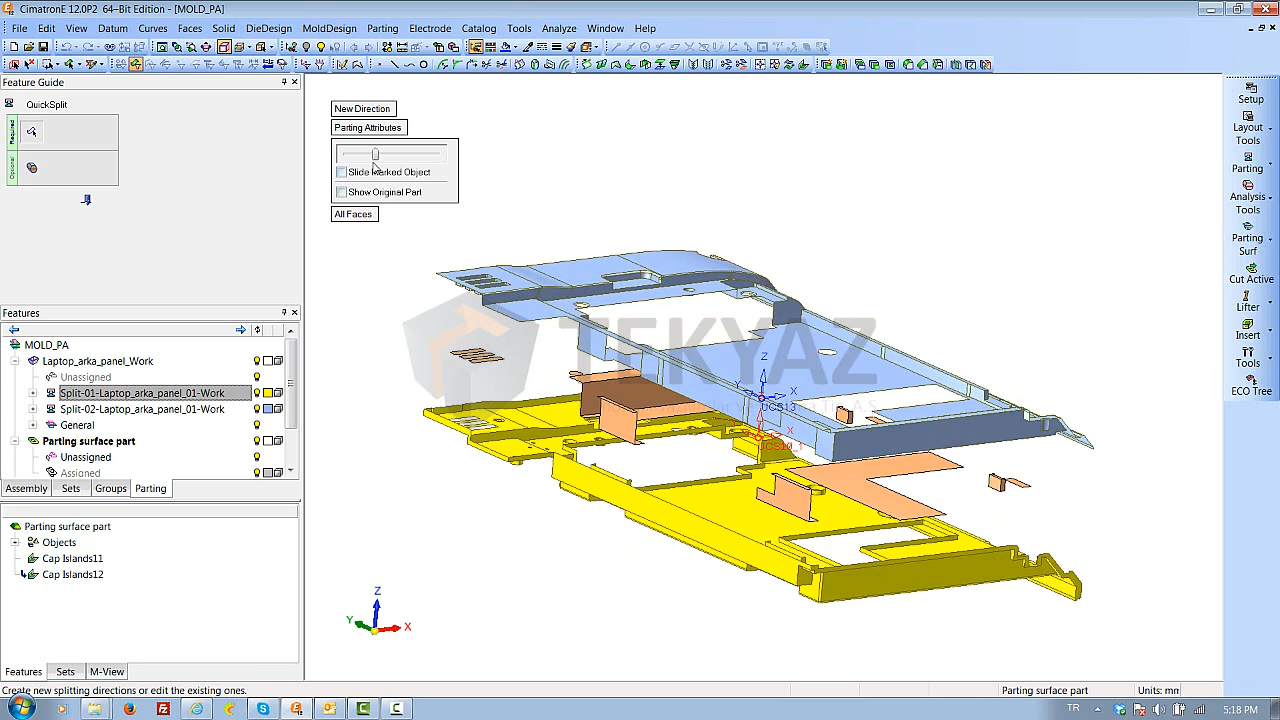 CimatronE 12.0P2 64-Bit Edition - [MOLD_PA]
File Edit View Datum Curves Faces Solid DieDesign MoldDesign Parting Electrode Catalog Tools Analyze Window Help
Feature Guide
QuickSplit
Required
Optional
New Direction
Parting Attributes
Slide Marked Object
Show Original Part
All Faces
Setup
Layout Tools
Parting
Analysis Tools
Parting Surf
Cut Active
Lifter
Insert
Tools
ECO Tree
TEKYAZ
Z
X
Y
UCS13
X
UCS10_1
Features
MOLD_PA
Laptop_arka_panel_Work
Unassigned
Split-01-Laptop_arka_panel_01-Work
Split-02-Laptop_arka_panel_01-Work
General
Parting surface part
Unassigned
Assigned
Assembly Sets Groups Parting
Parting surface part
Objects
Cap Islands11
Cap Islands12
Z
Y
X
Features Sets M-View
Create new splitting directions or edit the existing ones.
Parting surface part
Units: mm
TR
5:18 PM